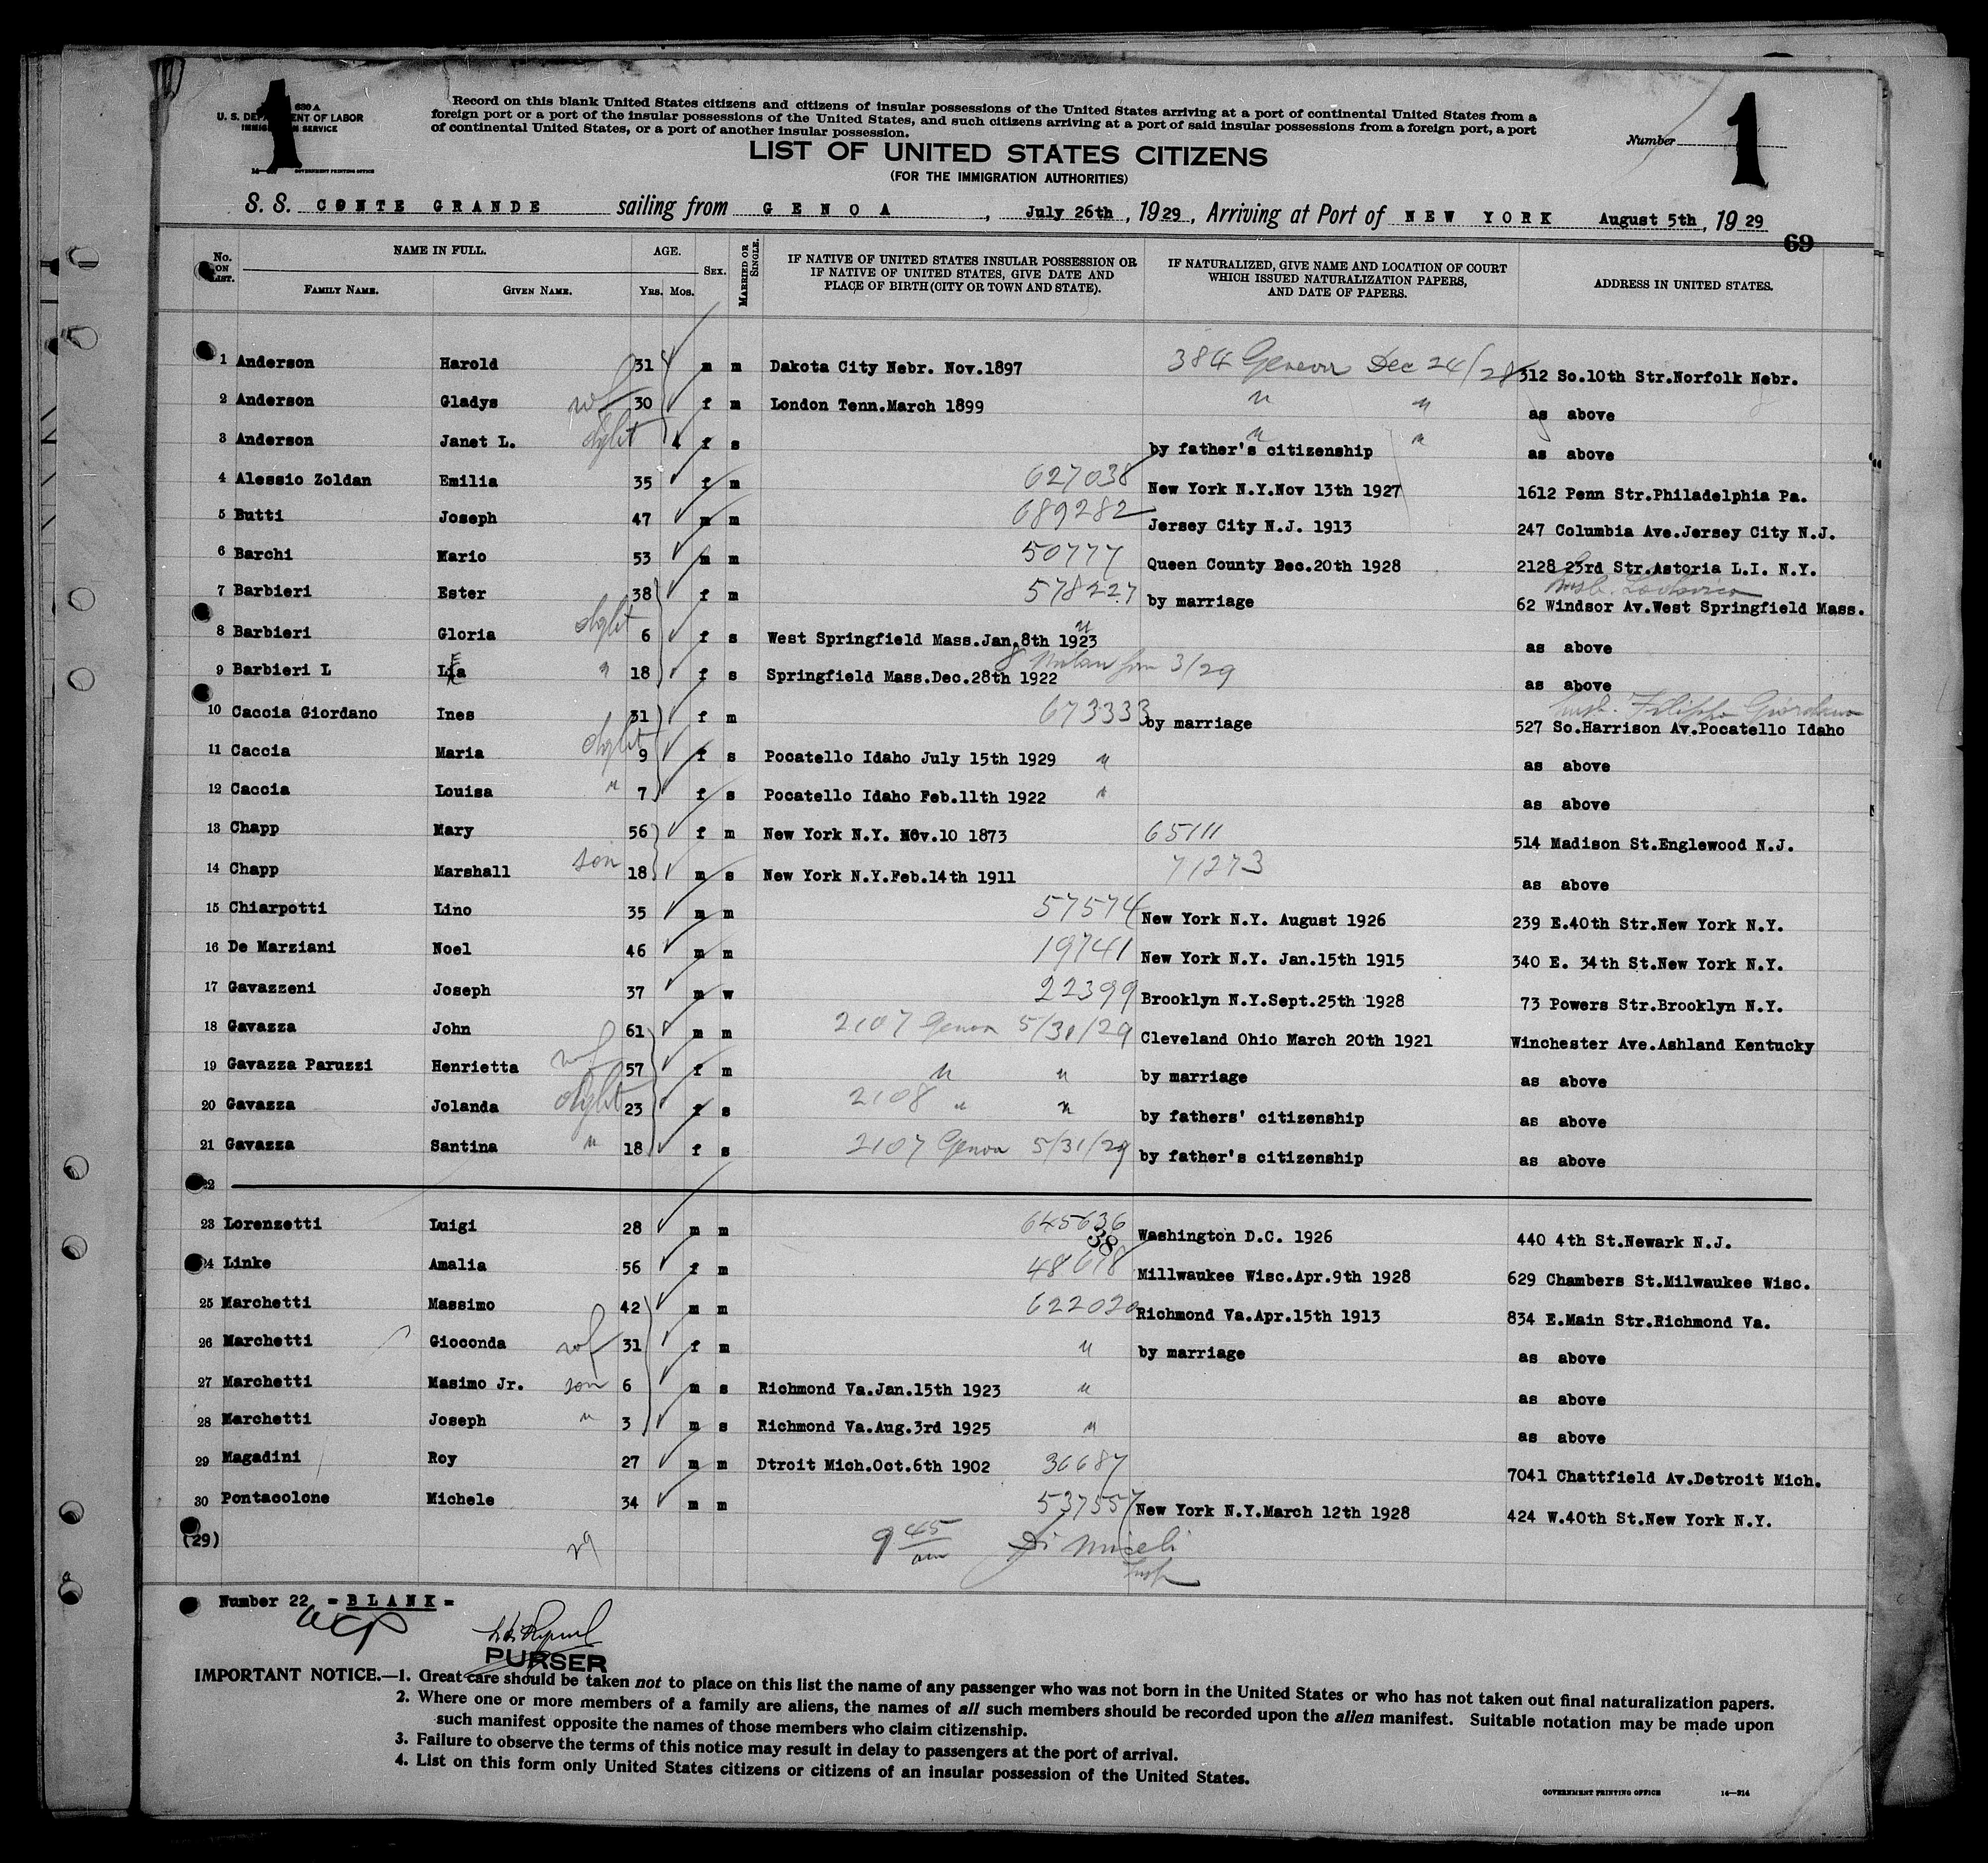 1
630 A
U. S. DEPARTMENT OF LABOR
IMMIGRATION SERVICE
GOVERNMENT PRINTING OFFICE
Record on this blank United States citizens and citizens of insular possessions of the United States arriving at a port of continental United States from a
foreign port or a port of the insular possessions of the United States, and such citizens arriving at a port of said insular possessions from a foreign port, a port
of continental United States, or a port of another insular possession.
Number 1
LIST OF UNITED STATES CITIZENS
(FOR THE IMMIGRATION AUTHORITIES)
S. S. CONTE GRANDE sailing from GENOA, July 26th, 1929, Arriving at Port of NEW YORK August 5th, 1929
69
No. ON LIST. NAME IN FULL. FAMILY NAME. GIVEN NAME. AGE. YRS. MOS. SEX. MARRIED OR SINGLE. IF NATIVE OF UNITED STATES INSULAR POSSESSION OR IF NATIVE OF UNITED STATES, GIVE DATE AND PLACE OF BIRTH (CITY OR TOWN AND STATE). IF NATURALIZED, GIVE NAME AND LOCATION OF COURT WHICH ISSUED NATURALIZATION PAPERS, AND DATE OF PAPERS. ADDRESS IN UNITED STATES.
1 Anderson Harold 31 m m Dakota City Nebr. Nov.1897 384 Geneva Dec 24/28 312 So.10th Str.Norfolk Nebr.
2 Anderson Gladys wf 30 f m London Tenn.March 1899 " " as above
3 Anderson Janet L. dght 4 f s by father's citizenship " " as above
4 Alessio Zoldan Emilia 35 f m 627038 New York N.Y.Nov 13th 1927 1612 Penn Str.Philadelphia Pa.
5 Butti Joseph 47 m m 689282 Jersey City N.J. 1913 247 Columbia Ave.Jersey City N.J.
6 Barchi Mario 53 m m 50777 Queen County Dec.20th 1928 2128 23rd Str.Astoria L.I. N.Y.
7 Barbieri Ester 38 f m 578227 by marriage husb. Lodovico 62 Windsor Av.West Springfield Mass.
8 Barbieri Gloria dght 6 f s West Springfield Mass.Jan.8th 1923 " as above
9 Barbieri L Lia " 18 f s Springfield Mass.Dec.28th 1922 8 Milan Jan 3/29 as above
10 Caccia Giordano Ines 31 f m 673333 by marriage husb. Filippo Giordano 527 So.Harrison Av.Pocatello Idaho
11 Caccia Maria dght 9 f s Pocatello Idaho July 15th 1929 " as above
12 Caccia Louisa " 7 f s Pocatello Idaho Feb.11th 1922 " as above
13 Chapp Mary 56 f m New York N.Y. Nov.10 1873 65111 514 Madison St.Englewood N.J.
14 Chapp Marshall son 18 m s New York N.Y.Feb.14th 1911 71273 as above
15 Chiarpotti Lino 35 m m 57574 New York N.Y. August 1926 239 E.40th Str.New York N.Y.
16 De Marziani Noel 46 m m 19741 New York N.Y. Jan.15th 1915 340 E. 34th St.New York N.Y.
17 Gavazzeni Joseph 37 m w 22399 Brooklyn N.Y.Sept.25th 1928 73 Powers Str.Brooklyn N.Y.
18 Gavazza John 61 m m 2107 Genoa 5/31/29 Cleveland Ohio March 20th 1921 Winchester Ave.Ashland Kentucky
19 Gavazza Paruzzi Henrietta wf 57 f m " " by marriage as above
20 Gavazza Jolanda dght 23 f s 2108 " " by fathers' citizenship as above
21 Gavazza Santina " 18 f s 2107 Genoa 5/31/29 by father's citizenship as above
22
23 Lorenzetti Luigi 28 m m 645636 Washington D.C. 1926 440 4th St.Newark N.J.
24 Linke Amalia 56 f m 48618 38 Millwaukee Wisc.Apr.9th 1928 629 Chambers St.Milwaukee Wisc.
25 Marchetti Massimo 42 m m 622020 Richmond Va.Apr.15th 1913 834 E.Main Str.Richmond Va.
26 Marchetti Gioconda wf 31 f m " by marriage as above
27 Marchetti Masimo Jr. son 6 m s Richmond Va.Jan.15th 1923 " as above
28 Marchetti Joseph " 3 m s Richmond Va.Aug.3rd 1925 " as above
29 Magadini Roy 27 m m Dtroit Mich.Oct.6th 1902 36687 7041 Chattfield Av.Detroit Mich.
30 Pontacolone Michele 34 m m 537557 New York N.Y.March 12th 1928 424 W.40th St.New York N.Y.
(29) 29 9 45 am Di Miceli Insp
Number 22 - BLANK -
PURSER
IMPORTANT NOTICE.—1. Great care should be taken not to place on this list the name of any passenger who was not born in the United States or who has not taken out final naturalization papers.
2. Where one or more members of a family are aliens, the names of all such members should be recorded upon the alien manifest. Suitable notation may be made upon
such manifest opposite the names of those members who claim citizenship.
3. Failure to observe the terms of this notice may result in delay to passengers at the port of arrival.
4. List on this form only United States citizens or citizens of an insular possession of the United States.
GOVERNMENT PRINTING OFFICE 14—214